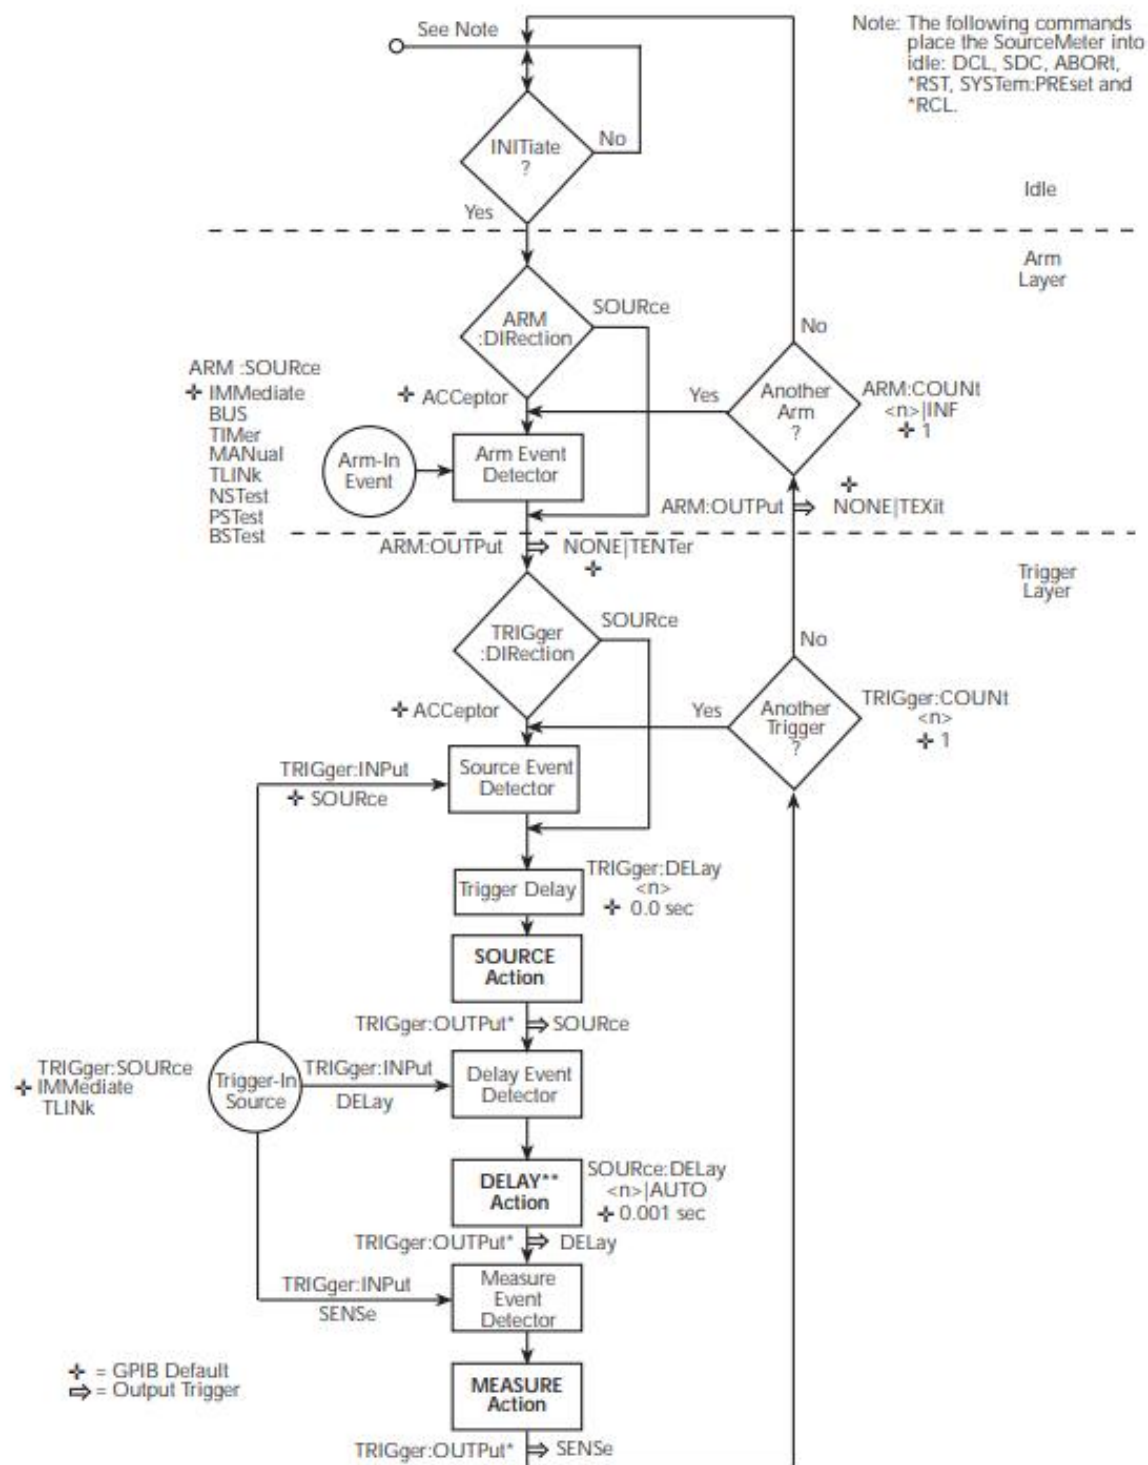 See Note
Note: The following commands
place the SourceMeter into
idle: DCL, SDC, ABORt,
*RST, SYSTem:PREset and
*RCL.
INITiate
?
No
Yes
Idle
Arm
Layer
ARM
:DIRection
SOURce
No
ARM :SOURce
✢ IMMediate
BUS
TIMer
MANual
TLINk
NSTest
PSTest
BSTest
✢ ACCeptor
Yes
Another
Arm
?
ARM:COUNt
<n>|INF
✢ 1
Arm-In
Event
Arm Event
Detector
ARM:OUTPut ⇨ NONE|TEXit
✢
ARM:OUTPut ⇨ NONE|TENTer
✢
Trigger
Layer
TRIGger
:DIRection
SOURce
No
✢ ACCeptor
Yes
Another
Trigger
?
TRIGger:COUNt
<n>
✢ 1
TRIGger:INPut
✢ SOURce
Source Event
Detector
Trigger Delay
TRIGger:DELay
<n>
✢ 0.0 sec
SOURCE
Action
TRIGger:OUTPut* ⇨ SOURce
TRIGger:SOURce
✢ IMMediate
TLINk
Trigger-In
Source
TRIGger:INPut
DELay
Delay Event
Detector
DELAY**
Action
SOURce:DELay
<n>|AUTO
✢ 0.001 sec
TRIGger:OUTPut* ⇨ DELay
TRIGger:INPut
SENSe
Measure
Event
Detector
✢ = GPIB Default
⇨ = Output Trigger
MEASURE
Action
TRIGger:OUTPut* ⇨ SENSe